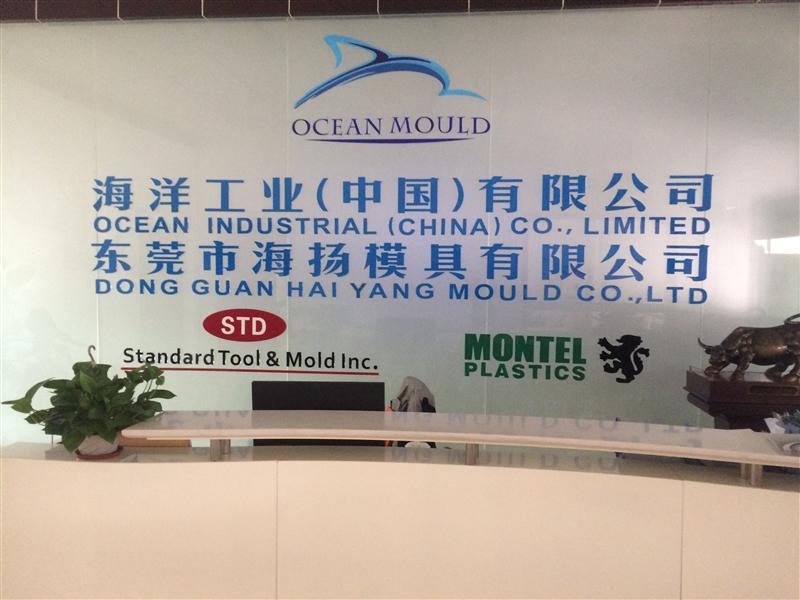 OCEAN MOULD
海洋工业(中国)有限公司
OCEAN INDUSTRIAL (CHINA) CO., LIMITED
东莞市海扬模具有限公司
DONG GUAN HAI YANG MOULD CO.,LTD
STD
Standard Tool & Mold Inc.
MONTEL
PLASTICS